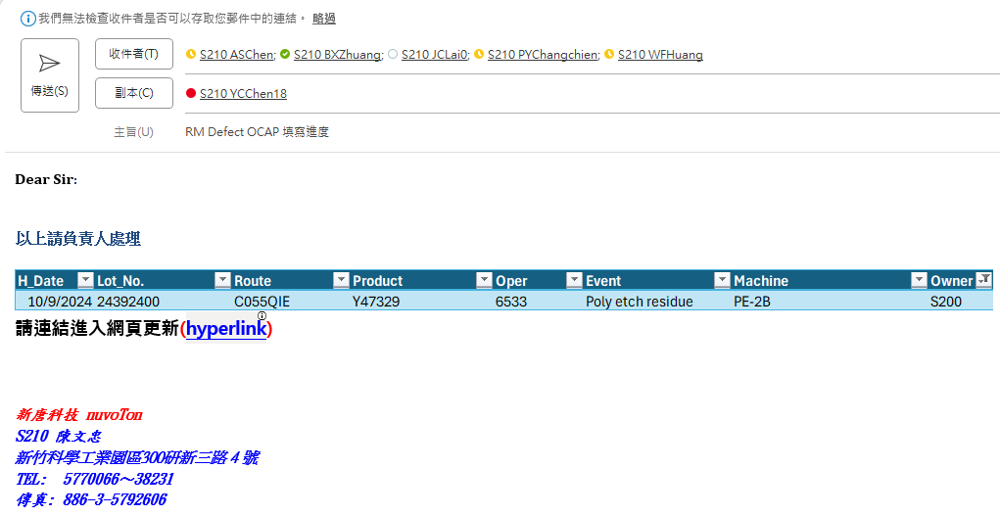 我們無法檢查收件者是否可以存取您郵件中的連結。 略過
傳送(S)
收件者(T) S210 ASChen; S210 BXZhuang; S210 JCLai0; S210 PYChangchien; S210 WFHuang
副本(C) S210 YCChen18
主旨(U) RM Defect OCAP 填寫進度
Dear Sir:
以上請負責人處理
H_Date Lot_No. Route Product Oper Event Machine Owner
10/9/2024 24392400 C055QIE Y47329 6533 Poly etch residue PE-2B S200
請連結進入網頁更新(hyperlink)
新唐科技 nuvoTon
S210 陳文忠
新竹科學工業園區300研新三路 4 號
TEL: 5770066～38231
傳真: 886-3-5792606